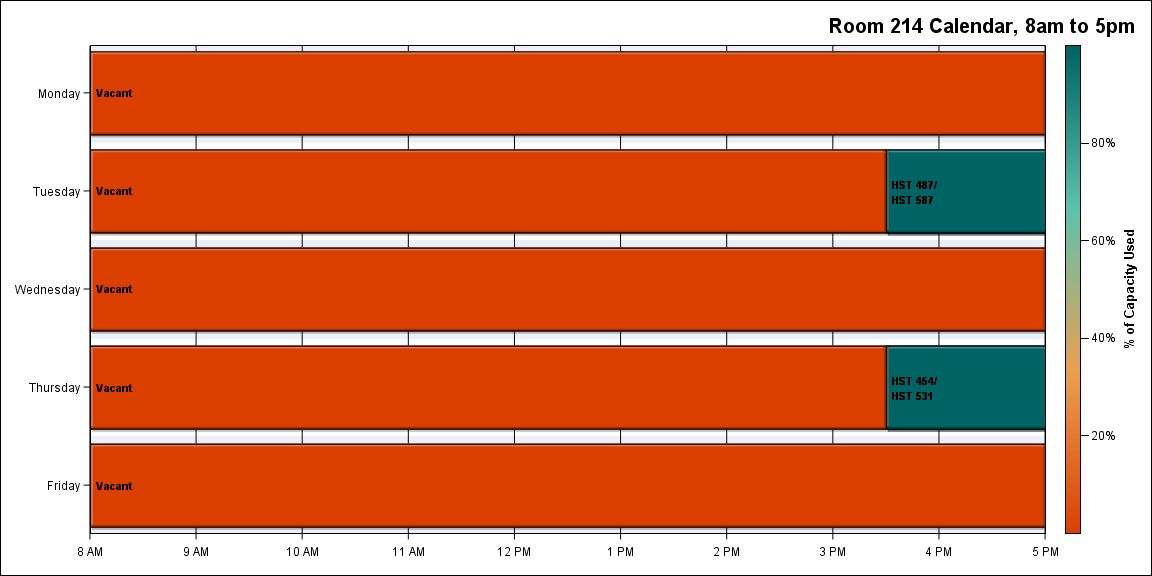 Room 214 Calendar, 8am to 5pm
Monday
Vacant
Tuesday
Vacant
HST 487/
HST 587
Wednesday
Vacant
Thursday
Vacant
HST 454/
HST 531
Friday
Vacant
8 AM
9 AM
10 AM
11 AM
12 PM
1 PM
2 PM
3 PM
4 PM
5 PM
80%
60%
40%
20%
% of Capacity Used